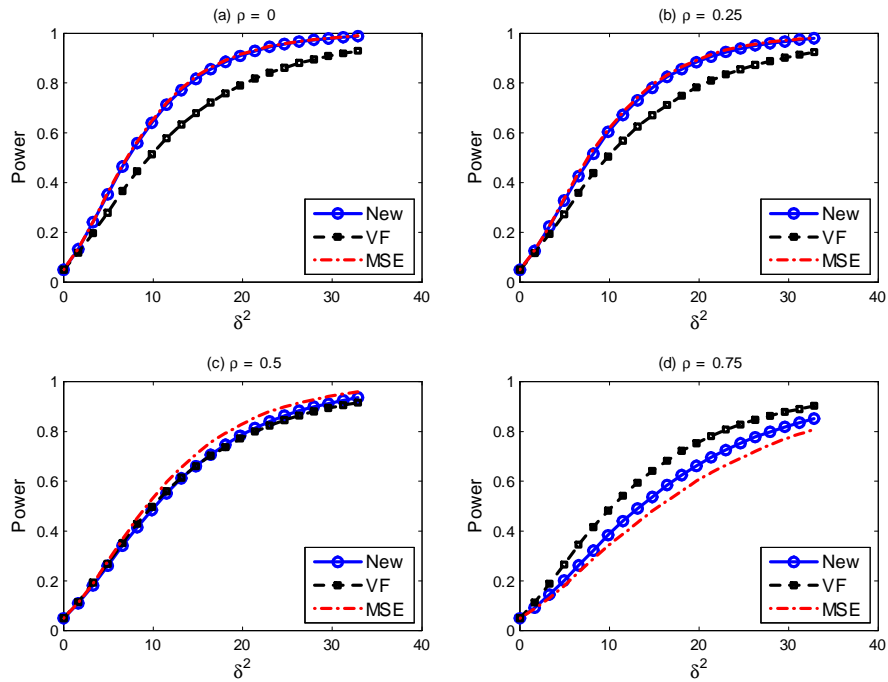 (a) ρ = 0
1
0.8
0.6
0.4
0.2
0
Power
New
VF
MSE
0 10 20 30 40
δ²
(b) ρ = 0.25
1
0.8
0.6
0.4
0.2
0
Power
New
VF
MSE
0 10 20 30 40
δ²
(c) ρ = 0.5
1
0.8
0.6
0.4
0.2
0
Power
New
VF
MSE
0 10 20 30 40
δ²
(d) ρ = 0.75
1
0.8
0.6
0.4
0.2
0
Power
New
VF
MSE
0 10 20 30 40
δ²